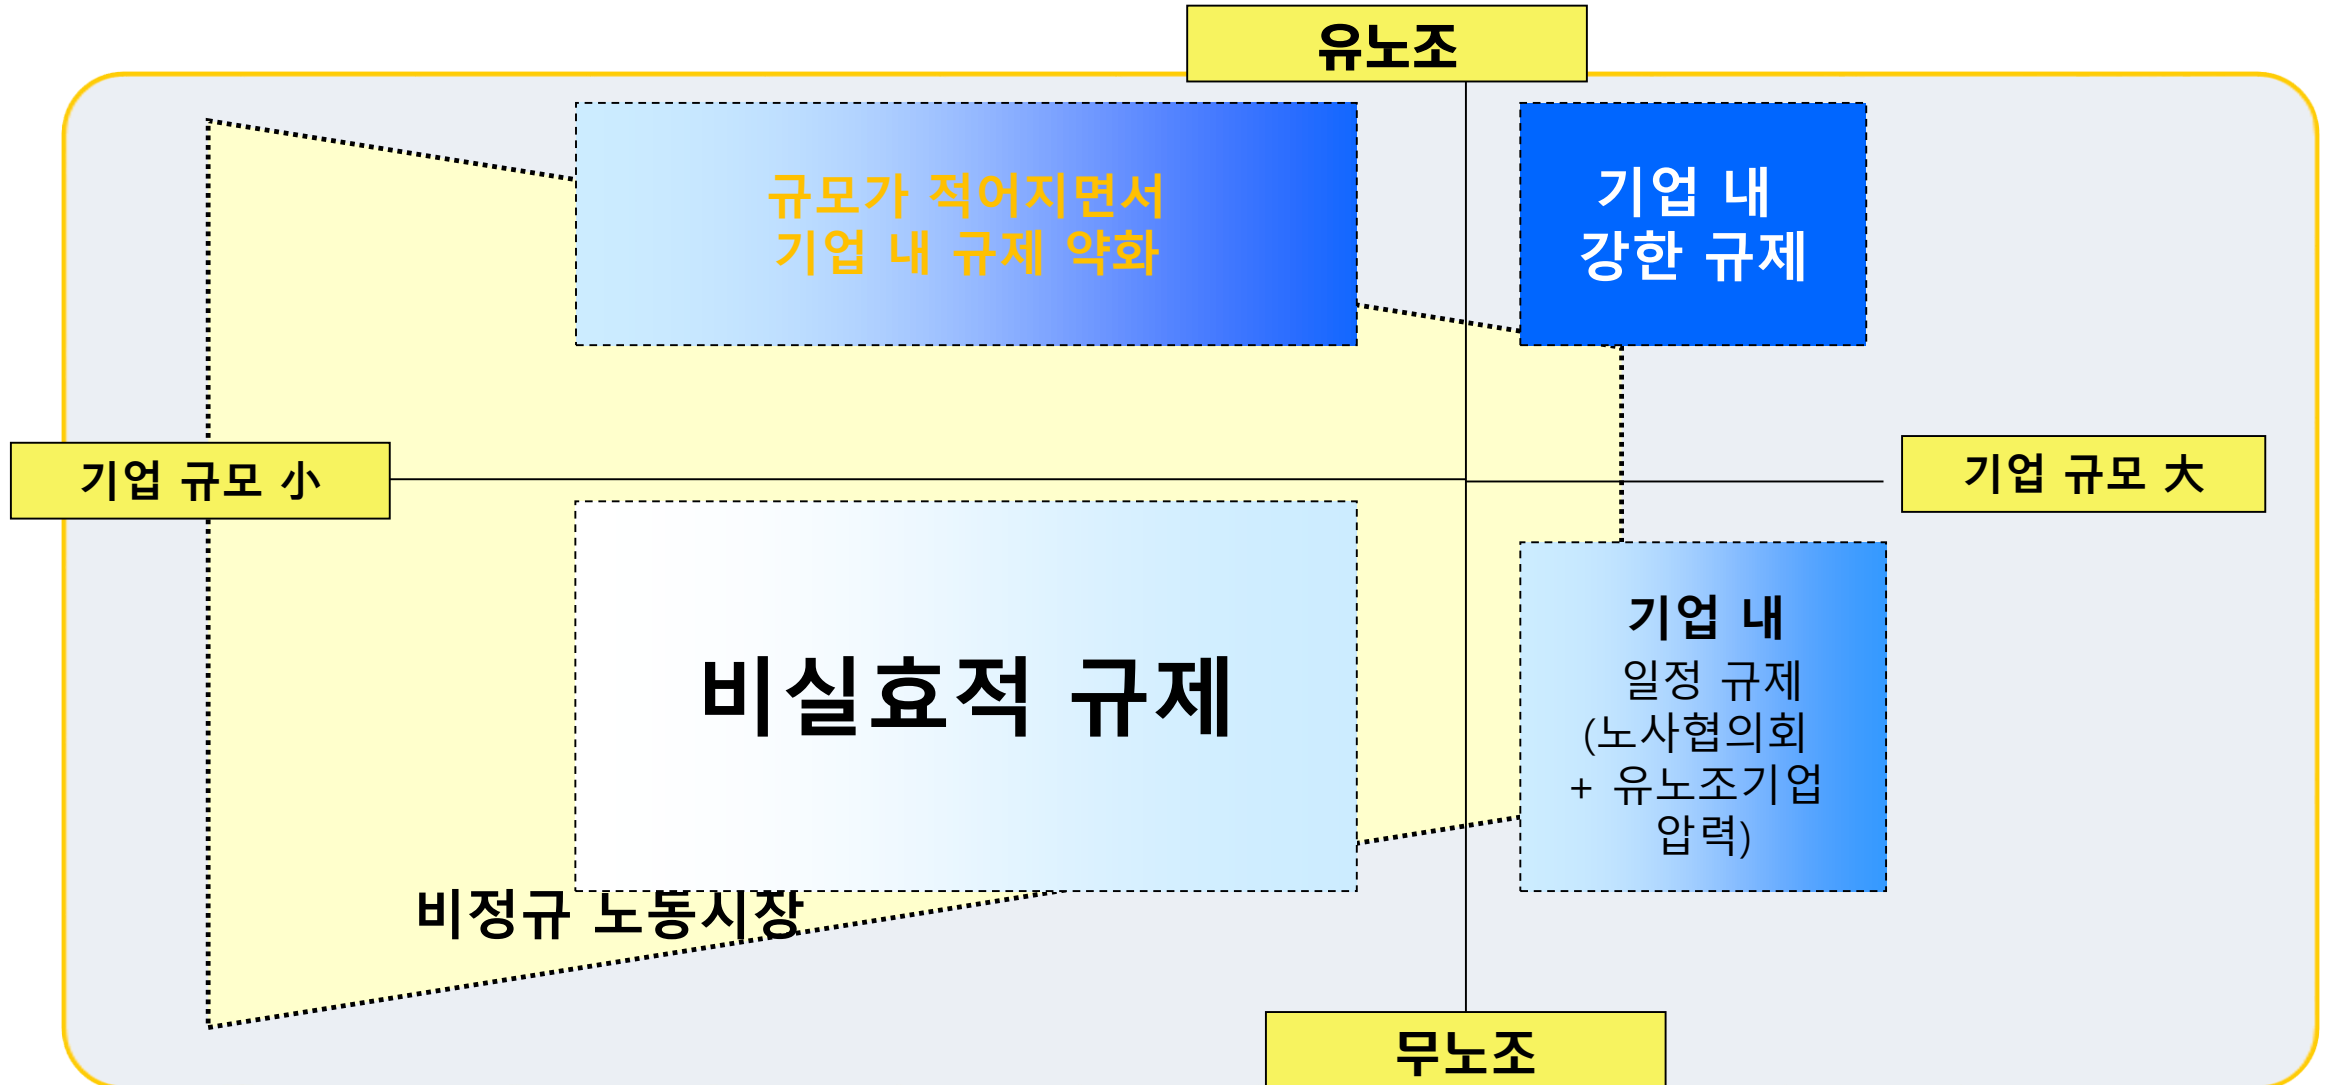 유노조
규모가 적어지면서
기업 내 규제 약화
기업 내
강한 규제
기업 규모 小
기업 규모 大
비실효적 규제
기업 내
일정 규제
(노사협의회
+ 유노조기업
압력)
비정규 노동시장
무노조